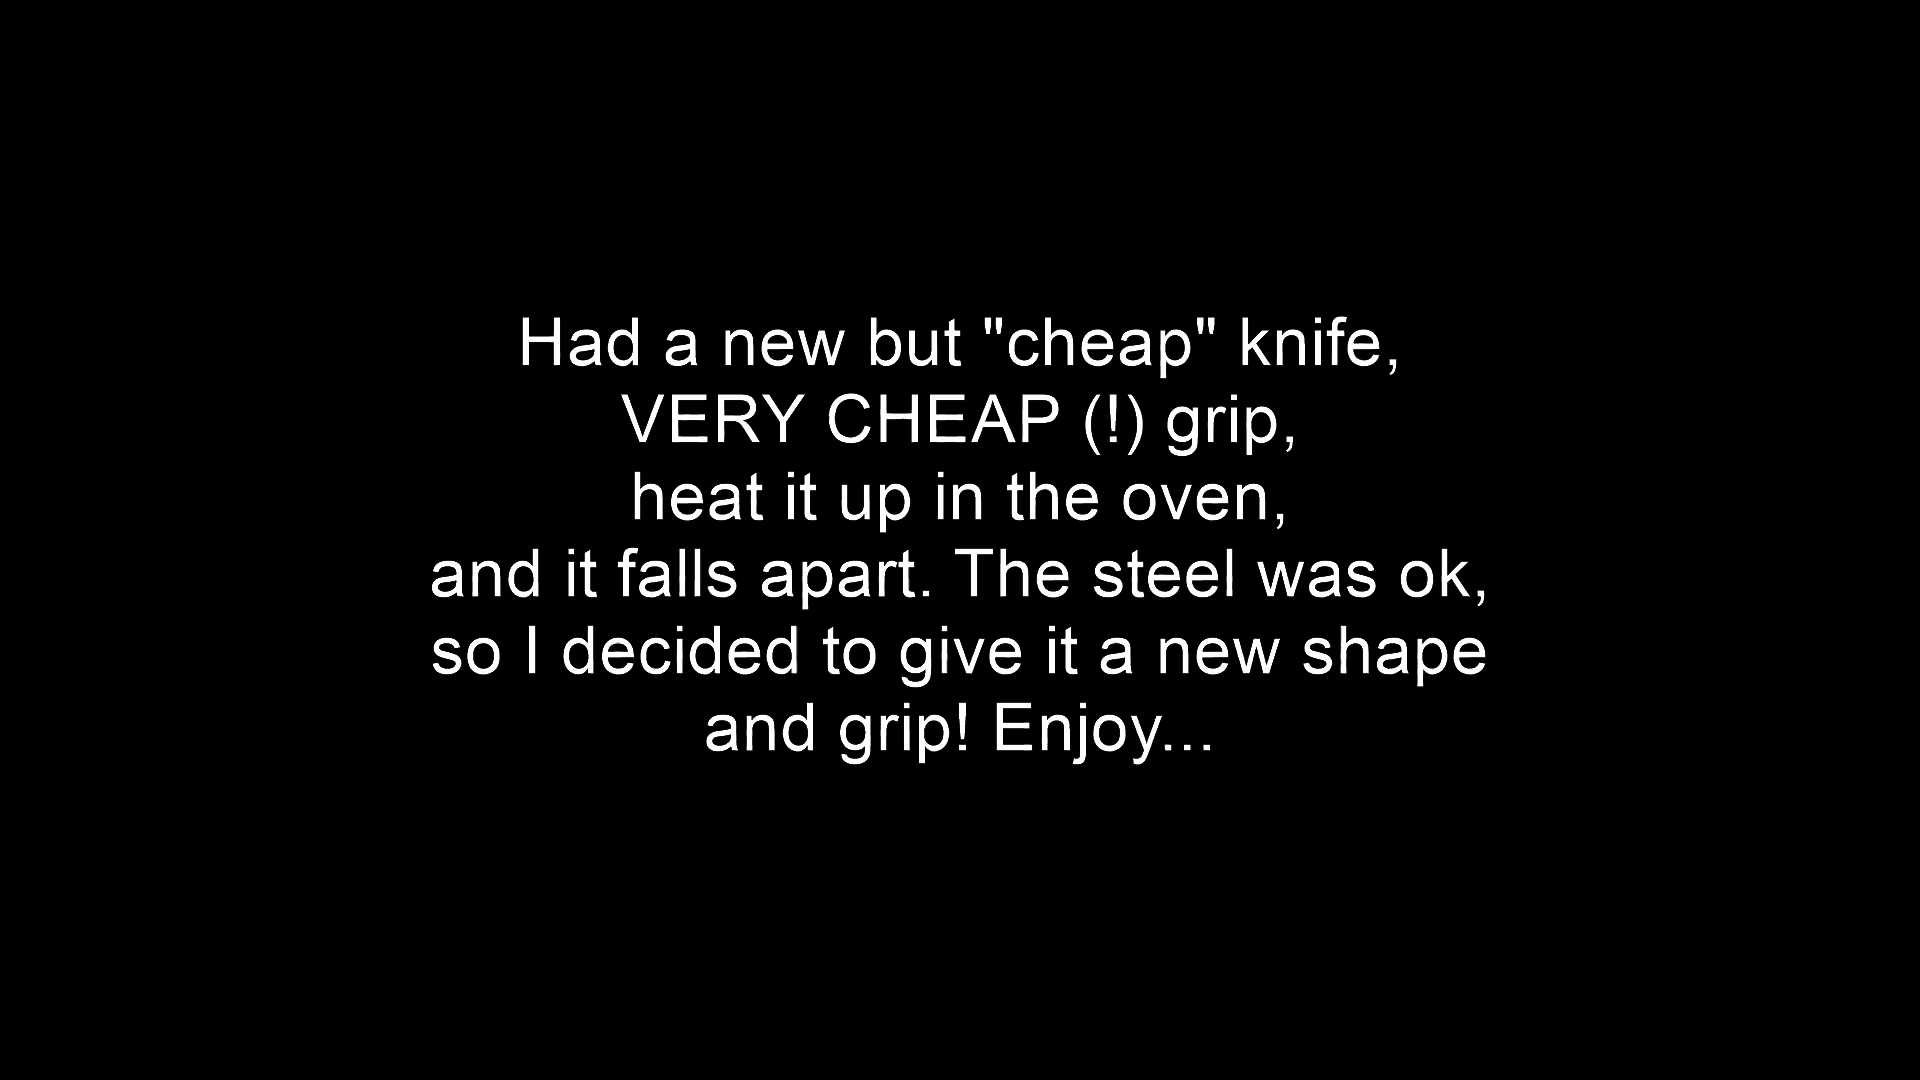 Had a new but "cheap" knife,
VERY CHEAP (!) grip,
heat it up in the oven,
and it falls apart. The steel was ok,
so I decided to give it a new shape
and grip! Enjoy...